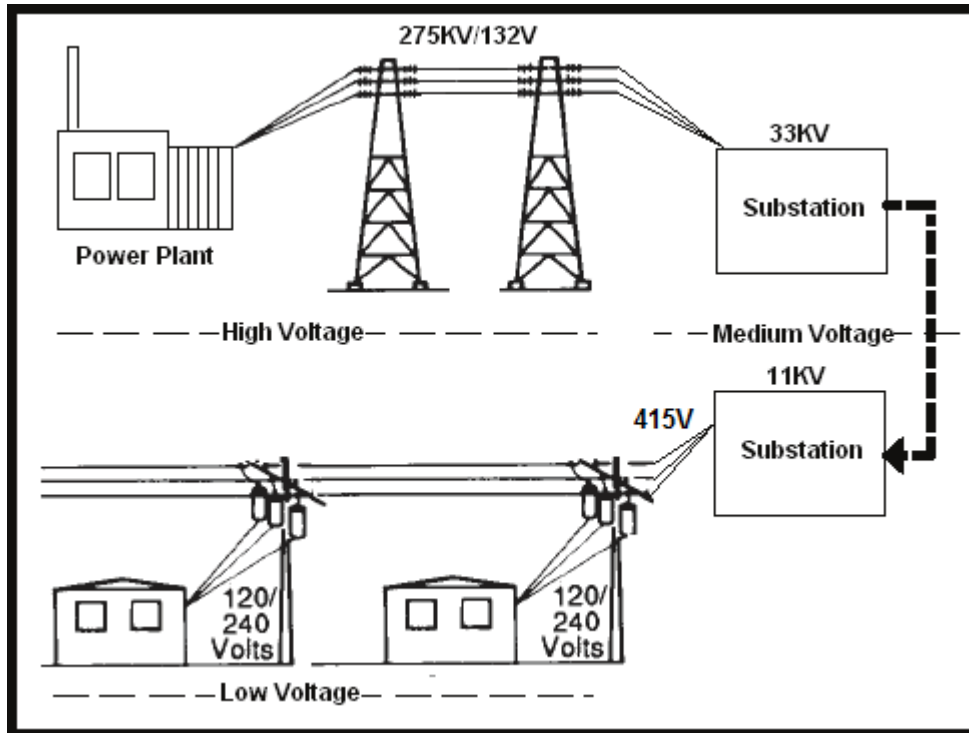 275KV/132V
33KV
Substation
Power Plant
High Voltage
Medium Voltage
11KV
415V
Substation
120/
240
Volts
120/
240
Volts
Low Voltage